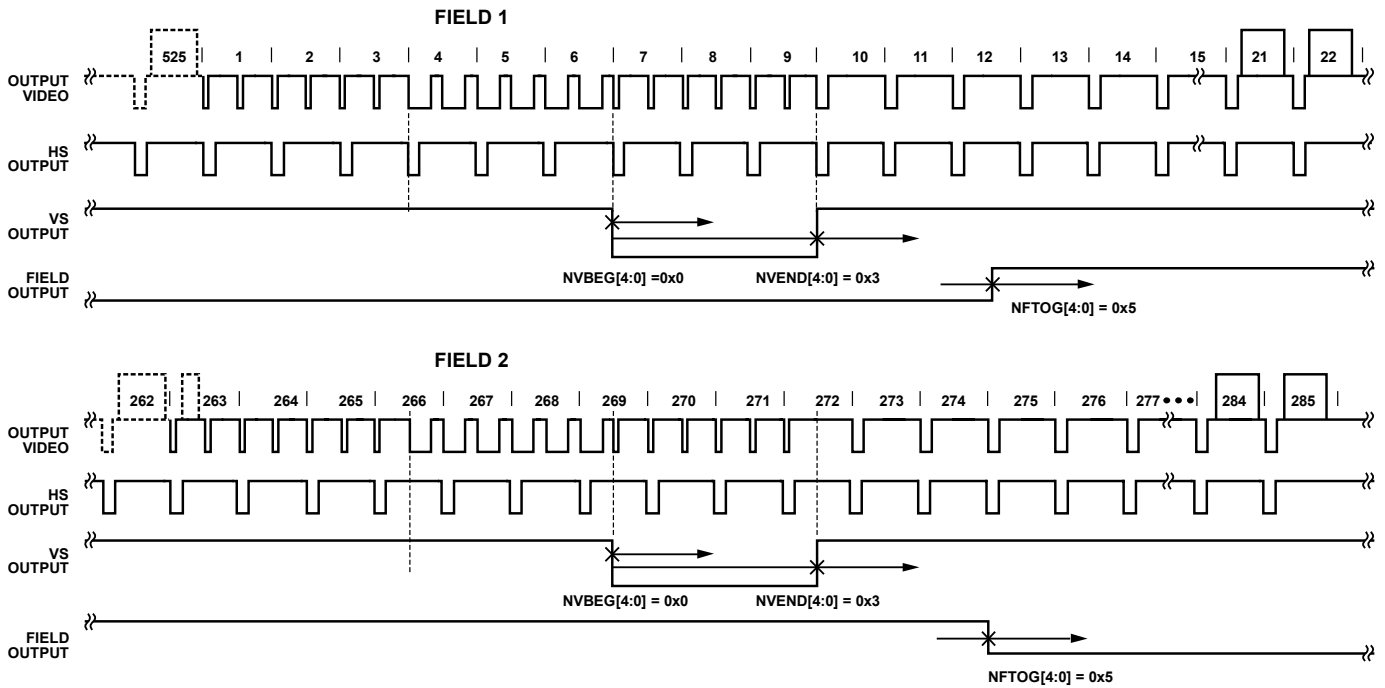 FIELD 1
525 | 1 | 2 | 3 | 4 | 5 | 6 | 7 | 8 | 9 | 10 | 11 | 12 | 13 | 14 | 15 | 21 | 22 |
OUTPUT
VIDEO
HS
OUTPUT
VS
OUTPUT
NVBEG[4:0] =0x0 NVEND[4:0] = 0x3
FIELD
OUTPUT
NFTOG[4:0] = 0x5
FIELD 2
262 | 263 | 264 | 265 | 266 | 267 | 268 | 269 | 270 | 271 | 272 | 273 | 274 | 275 | 276 | 277 ••• | 284 | 285 |
OUTPUT
VIDEO
HS
OUTPUT
VS
OUTPUT
NVBEG[4:0] = 0x0 NVEND[4:0] = 0x3
FIELD
OUTPUT
NFTOG[4:0] = 0x5